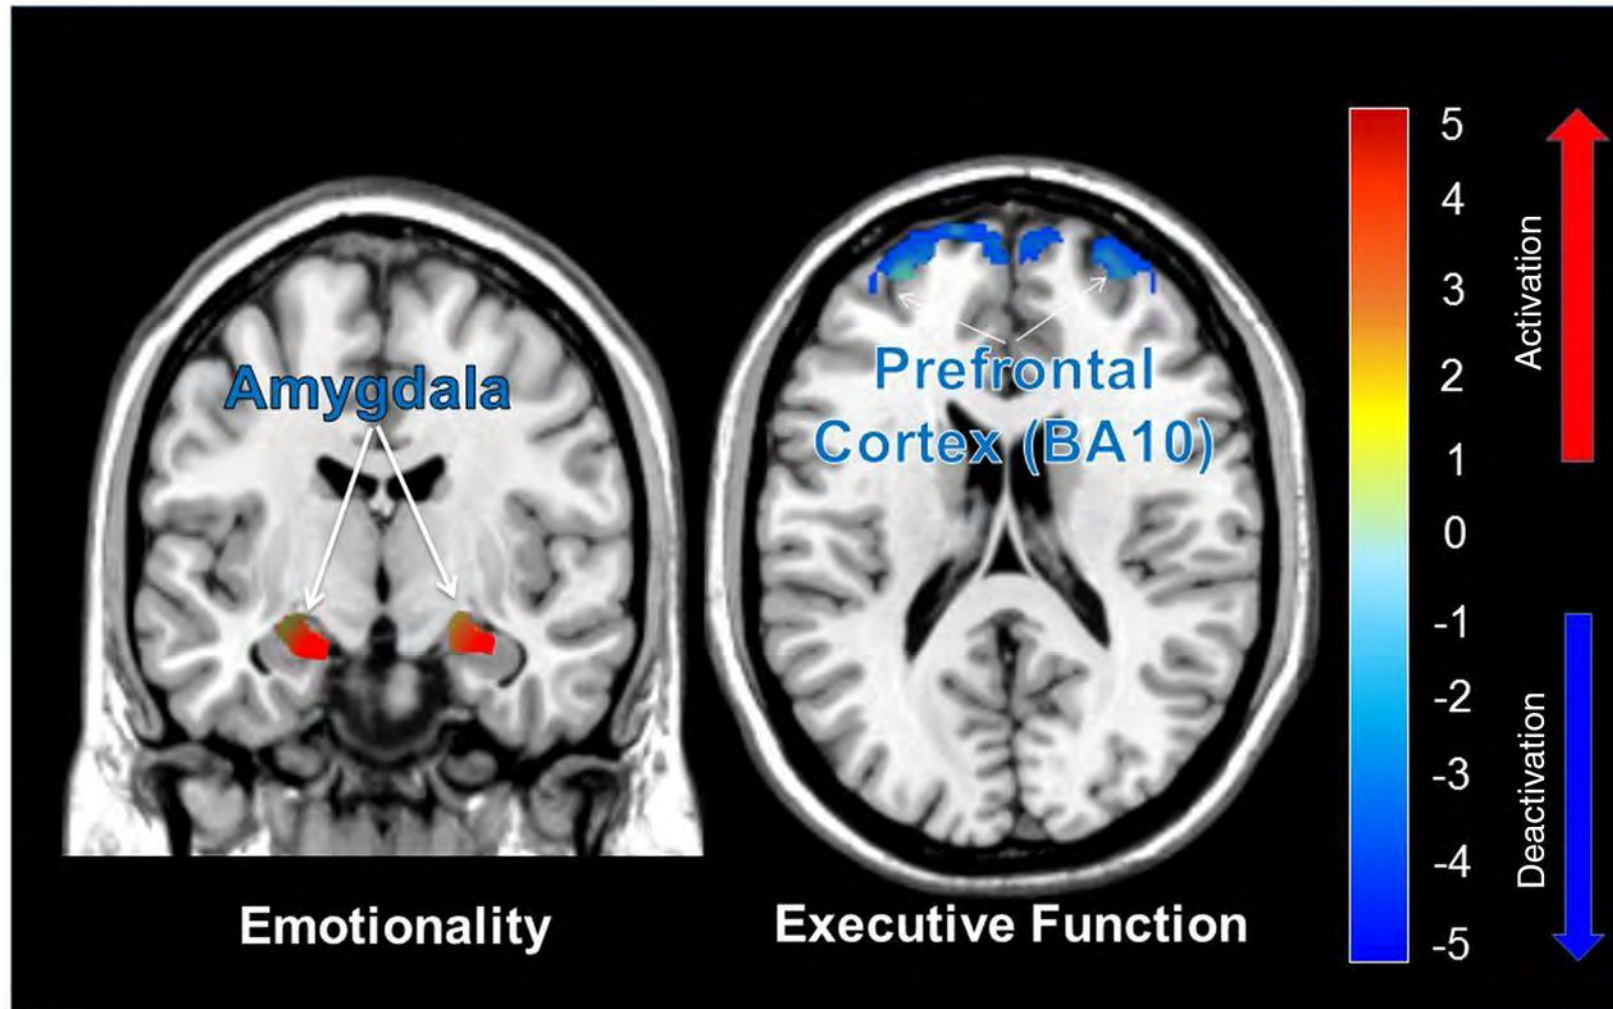 Amygdala
Emotionality
Prefrontal
Cortex (BA10)
Executive Function
5
4
3
2
1
0
-1
-2
-3
-4
-5
Activation
Deactivation